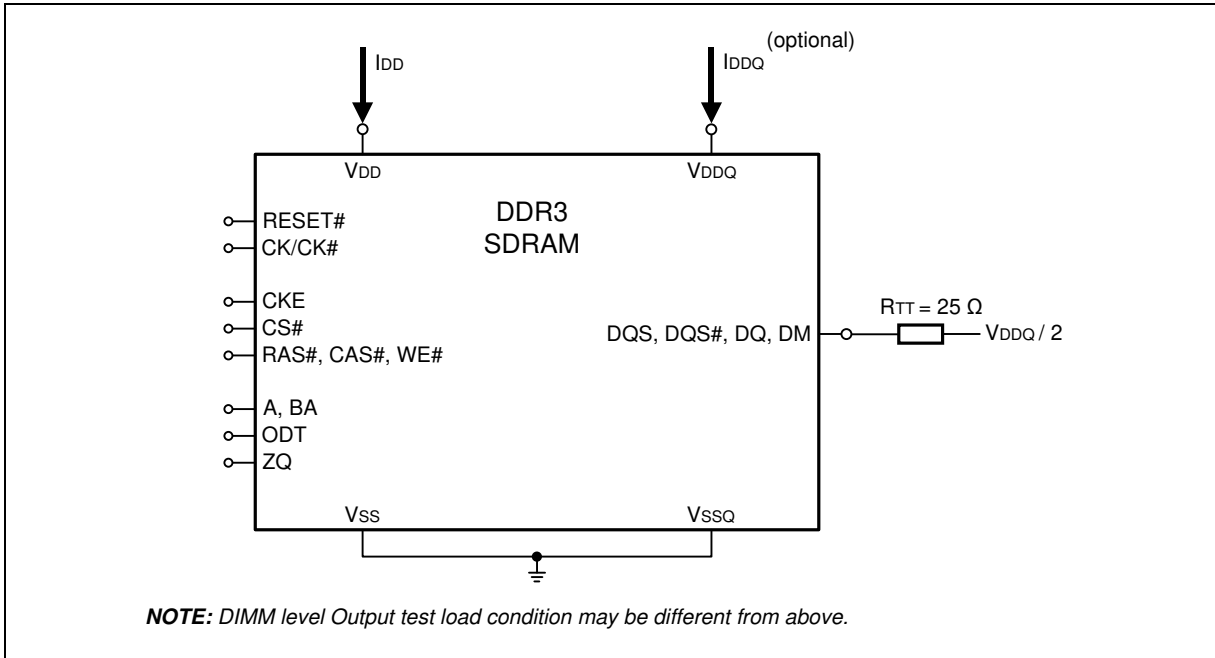 (optional)
IDD
IDDQ
VDD
VDDQ
DDR3
SDRAM
RESET#
CK/CK#
CKE
CS#
RAS#, CAS#, WE#
A, BA
ODT
ZQ
DQS, DQS#, DQ, DM
RTT = 25 Ω
VDDQ / 2
VSS
VSSQ
NOTE: DIMM level Output test load condition may be different from above.